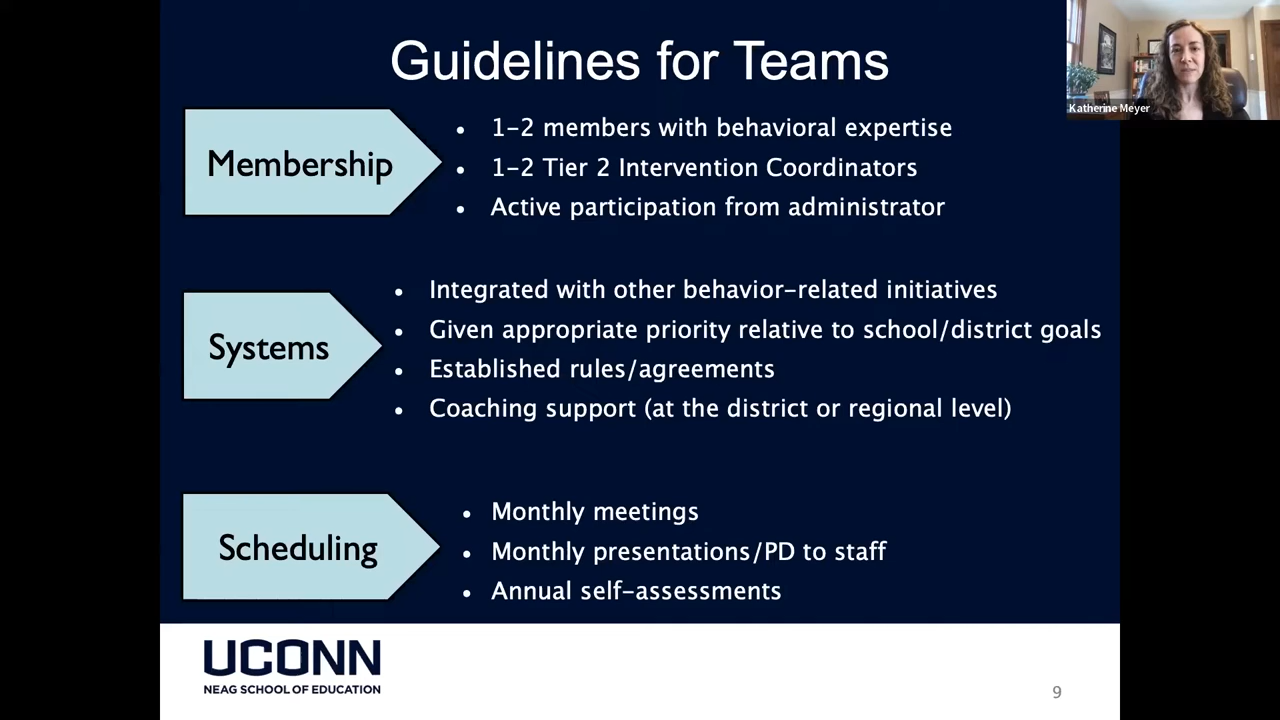 Guidelines for Teams
Katherine Meyer
Membership
• 1–2 members with behavioral expertise
• 1–2 Tier 2 Intervention Coordinators
• Active participation from administrator
Systems
• Integrated with other behavior–related initiatives
• Given appropriate priority relative to school/district goals
• Established rules/agreements
• Coaching support (at the district or regional level)
Scheduling
• Monthly meetings
• Monthly presentations/PD to staff
• Annual self–assessments
UCONN
NEAG SCHOOL OF EDUCATION
9